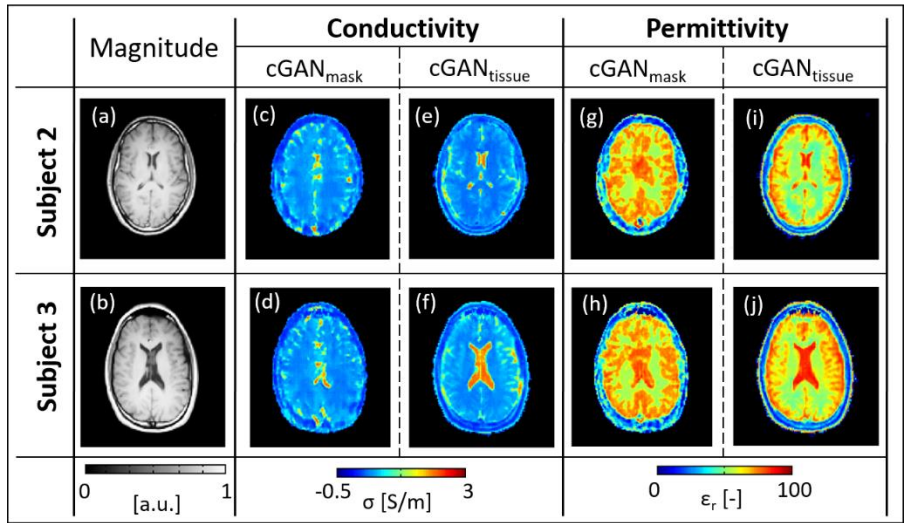 Magnitude
Conductivity
Permittivity
cGANmask
cGANtissue
cGANmask
cGANtissue
Subject 2
(a)
(c)
(e)
(g)
(i)
Subject 3
(b)
(d)
(f)
(h)
(j)
0
1
[a.u.]
-0.5
3
σ [S/m]
0
100
εr [-]